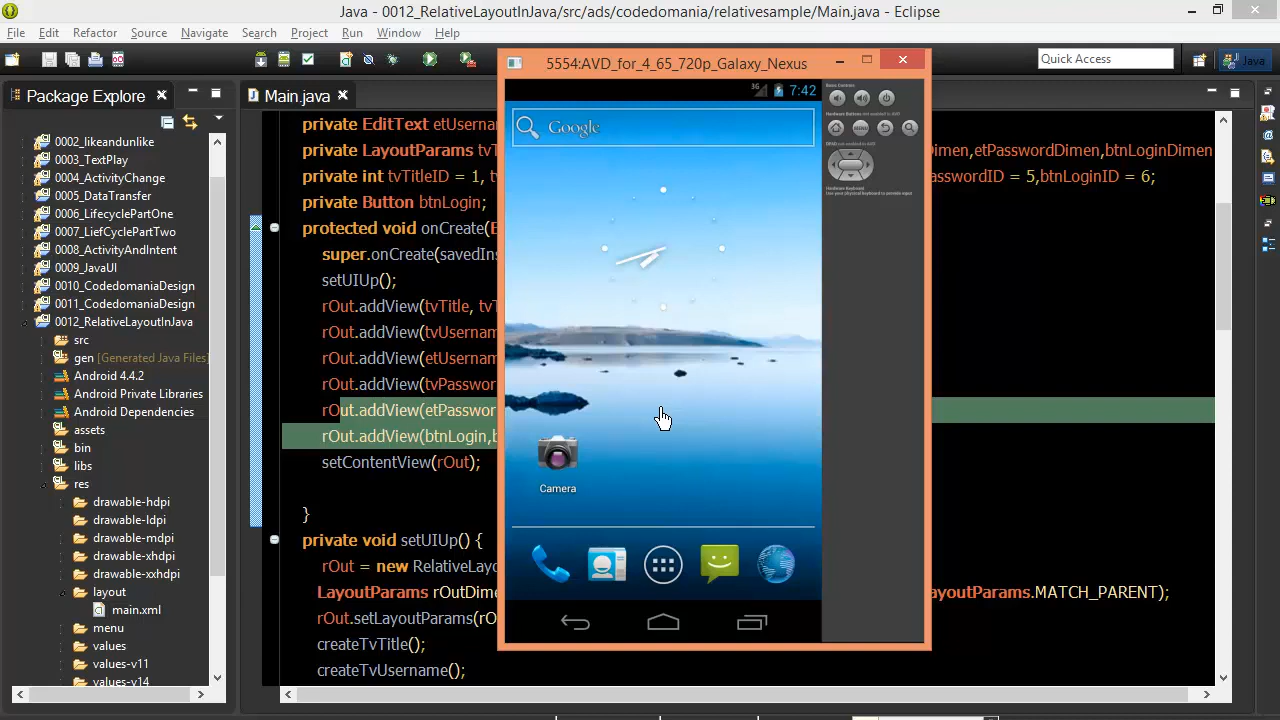 Java - 0012_RelativeLayoutInJava/src/ads/codedomania/relativesample/Main.java - Eclipse
File Edit Refactor Source Navigate Search Project Run Window Help
Quick Access
Java
Package Explore
Main.java
0002_likeandunlike
0003_TextPlay
0004_ActivityChange
0005_DataTransfer
0006_LifecyclePartOne
0007_LiefCyclePartTwo
0008_ActivityAndIntent
0009_JavaUI
0010_CodedomaniaDesign
0011_CodedomaniaDesign
0012_RelativeLayoutInJava
src
gen [Generated Java Files]
Android 4.4.2
Android Private Libraries
Android Dependencies
assets
bin
libs
res
drawable-hdpi
drawable-ldpi
drawable-mdpi
drawable-xhdpi
drawable-xxhdpi
layout
main.xml
menu
values
values-v11
values-v14
private EditText etUserna
private LayoutParams tvT Dimen,etPasswordDimen,btnLoginDimen
private int tvTitleID = 1, t asswordID = 5,btnLoginID = 6;
private Button btnLogin;
protected void onCreate(
super.onCreate(savedIns
setUIUp();
rOut.addView(tvTitle, tvT
rOut.addView(tvUsernam
rOut.addView(etUsernam
rOut.addView(tvPasswor
rOut.addView(etPasswor
rOut.addView(btnLogin,b
setContentView(rOut);
}
private void setUIUp() {
rOut = new RelativeLayo
LayoutParams rOutDime ayoutParams.MATCH_PARENT);
rOut.setLayoutParams(rO
createTvTitle();
createTvUsername();
5554:AVD_for_4_65_720p_Galaxy_Nexus
3G 7:42
Google
Camera
MENU